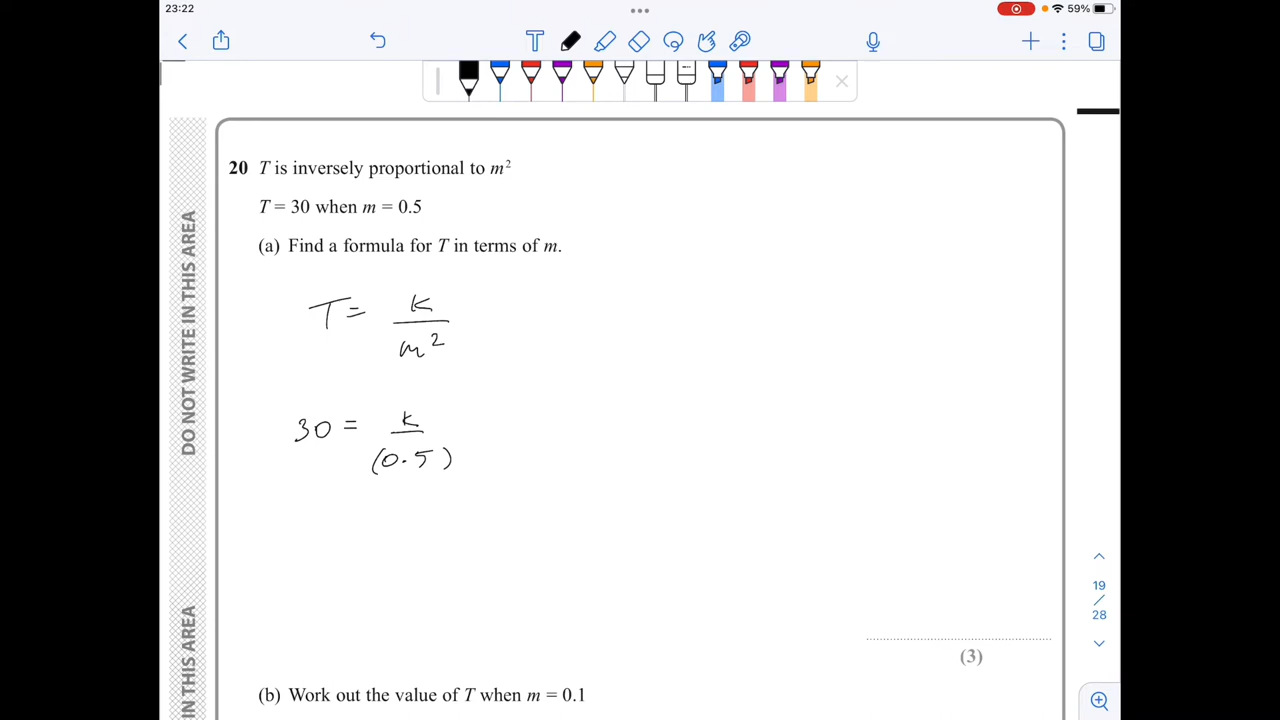 23:22
59%
20 T is inversely proportional to m²
T = 30 when m = 0.5
(a) Find a formula for T in terms of m.
T = k / m²
30 = k / (0.5)
(3)
(b) Work out the value of T when m = 0.1
DO NOT WRITE IN THIS AREA
IN THIS AREA
19 / 28